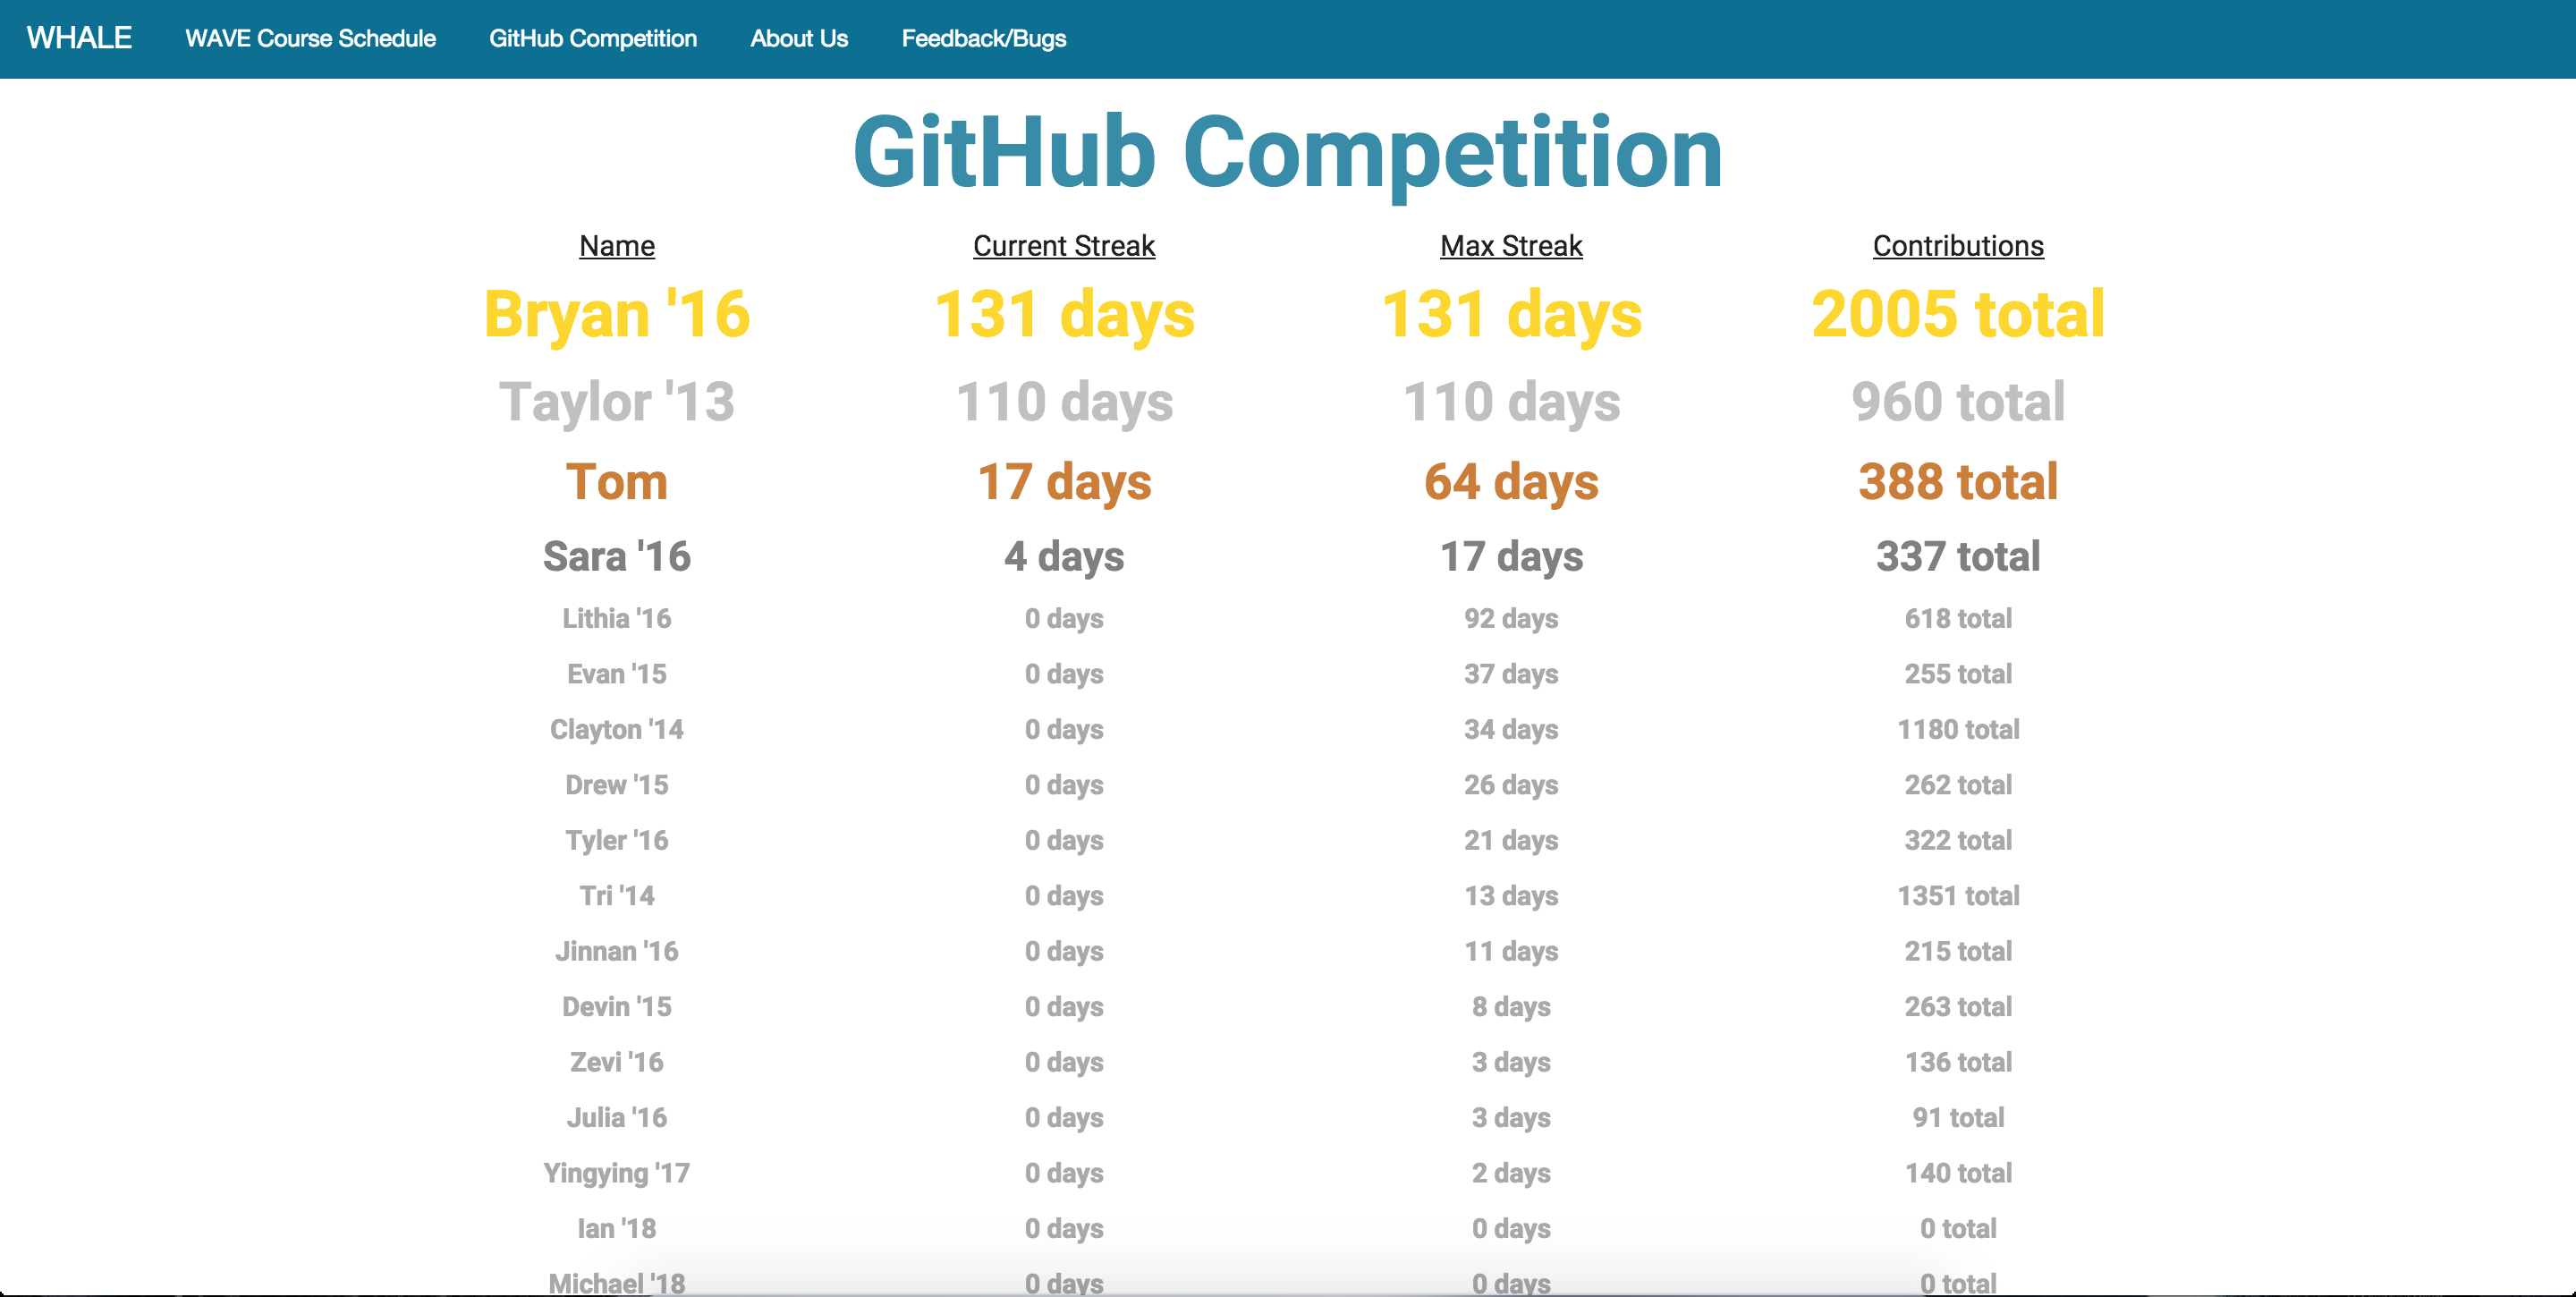 WHALE WAVE Course Schedule GitHub Competition About Us Feedback/Bugs
GitHub Competition
Name Current Streak Max Streak Contributions
Bryan '16 131 days 131 days 2005 total
Taylor '13 110 days 110 days 960 total
Tom 17 days 64 days 388 total
Sara '16 4 days 17 days 337 total
Lithia '16 0 days 92 days 618 total
Evan '15 0 days 37 days 255 total
Clayton '14 0 days 34 days 1180 total
Drew '15 0 days 26 days 262 total
Tyler '16 0 days 21 days 322 total
Tri '14 0 days 13 days 1351 total
Jinnan '16 0 days 11 days 215 total
Devin '15 0 days 8 days 263 total
Zevi '16 0 days 3 days 136 total
Julia '16 0 days 3 days 91 total
Yingying '17 0 days 2 days 140 total
Ian '18 0 days 0 days 0 total
Michael '18 0 days 0 days 0 total